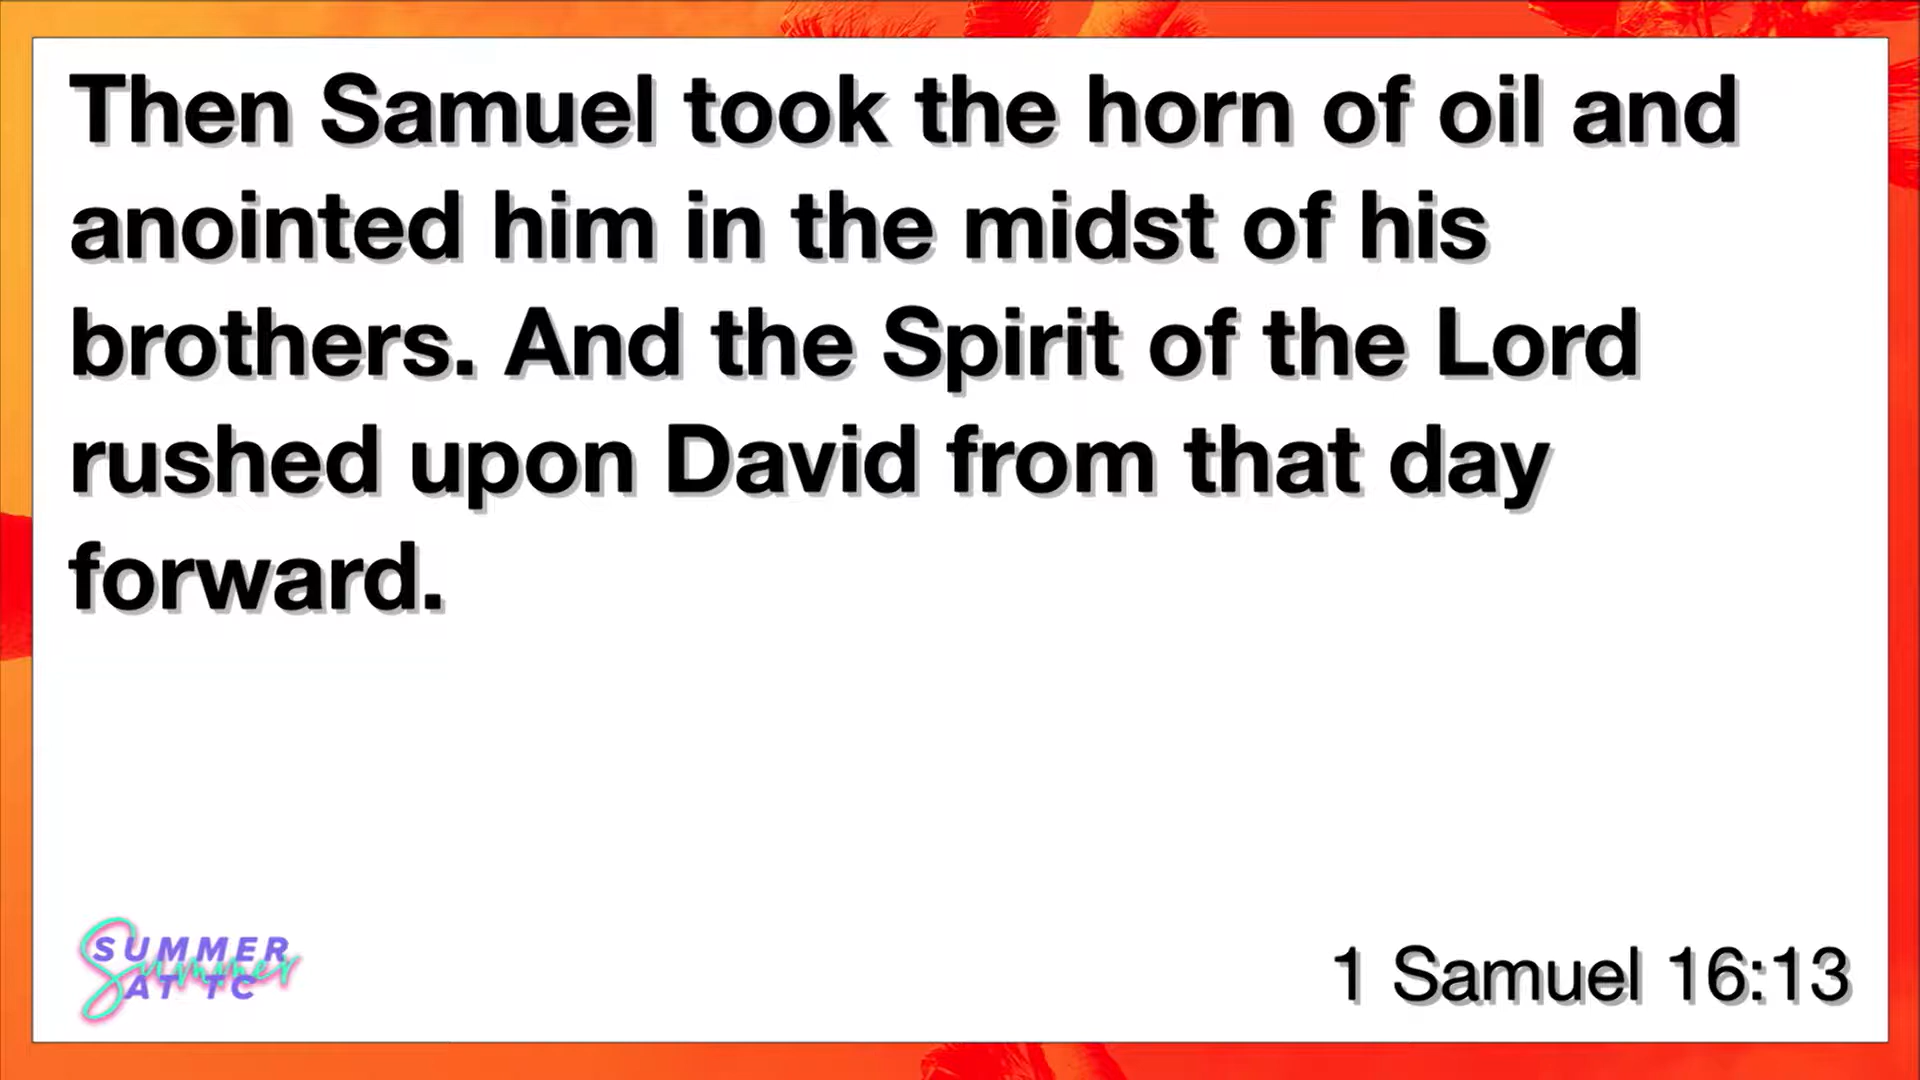 Then Samuel took the horn of oil and
anointed him in the midst of his
brothers. And the Spirit of the Lord
rushed upon David from that day
forward.
SUMMER
Summer
AT TC
1 Samuel 16:13